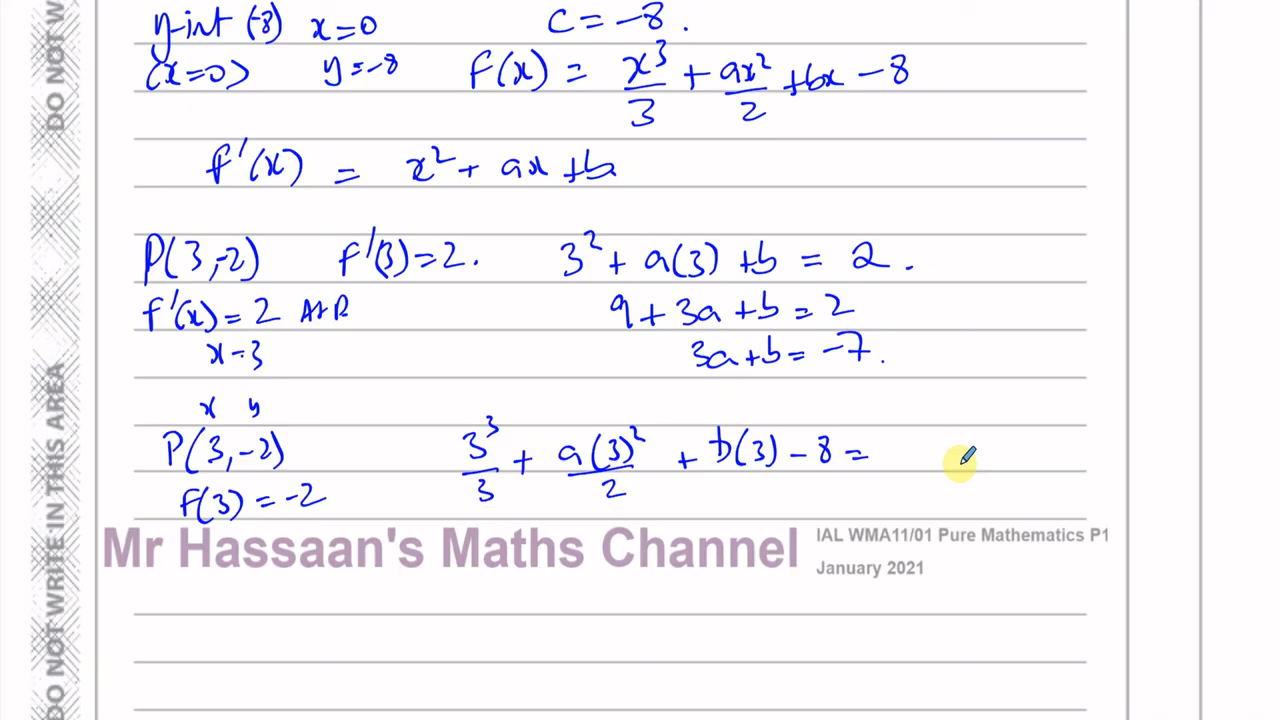 DO NOT W
DO NOT WRITE IN THIS AREA
y-int (-8) x=0 C = -8.
(x=0) y=-8 f(x) = x³/3 + ax²/2 + bx - 8
f'(x) = x² + ax + b
P(3,-2) f'(3)=2. 3² + a(3) + b = 2.
f'(x) = 2 At P 9 + 3a + b = 2
x=3 3a + b = -7.
x y
P(3,-2) 3³/3 + a(3)²/2 + b(3) - 8 =
f(3) = -2
Mr Hassaan's Maths Channel
IAL WMA11/01 Pure Mathematics P1
January 2021